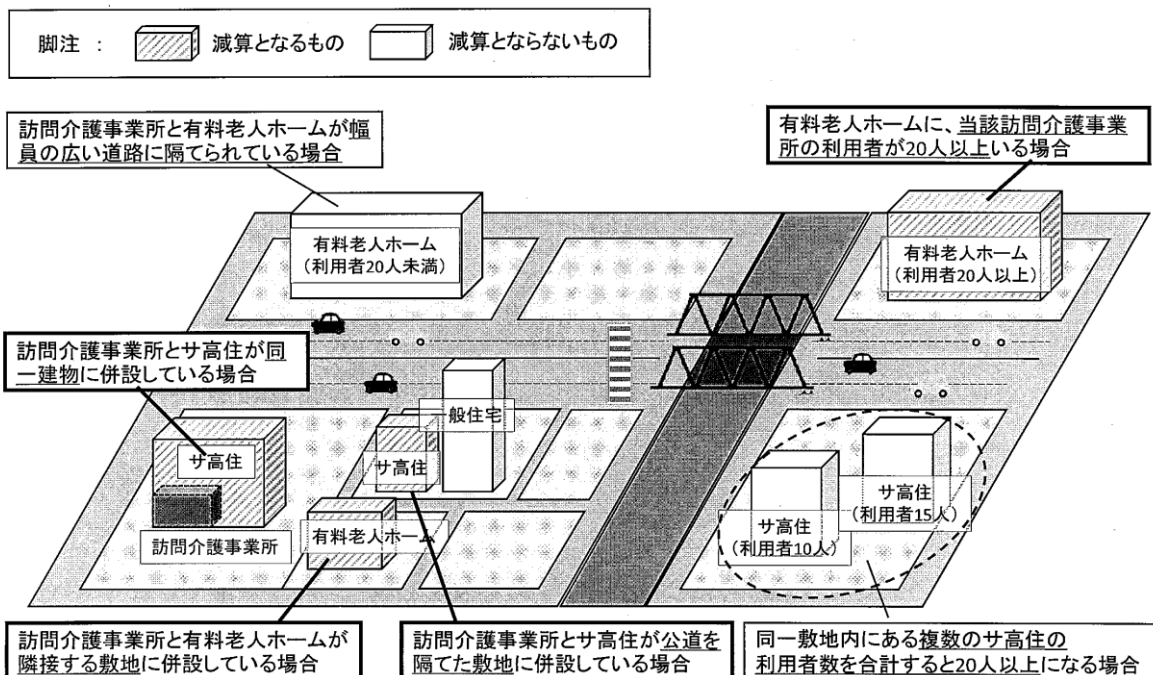 脚注 : 減算となるもの 減算とならないもの
訪問介護事業所と有料老人ホームが幅
員の広い道路に隔てられている場合
有料老人ホームに、当該訪問介護事業
所の利用者が20人以上いる場合
有料老人ホーム
(利用者20人未満)
有料老人ホーム
(利用者20人以上)
訪問介護事業所とサ高住が同
一建物に併設している場合
一般住宅
サ高住
サ高住
サ高住
(利用者15人)
サ高住
(利用者10人)
訪問介護事業所
有料老人ホーム
訪問介護事業所と有料老人ホームが
隣接する敷地に併設している場合
訪問介護事業所とサ高住が公道を
隔てた敷地に併設している場合
同一敷地内にある複数のサ高住の
利用者数を合計すると20人以上になる場合